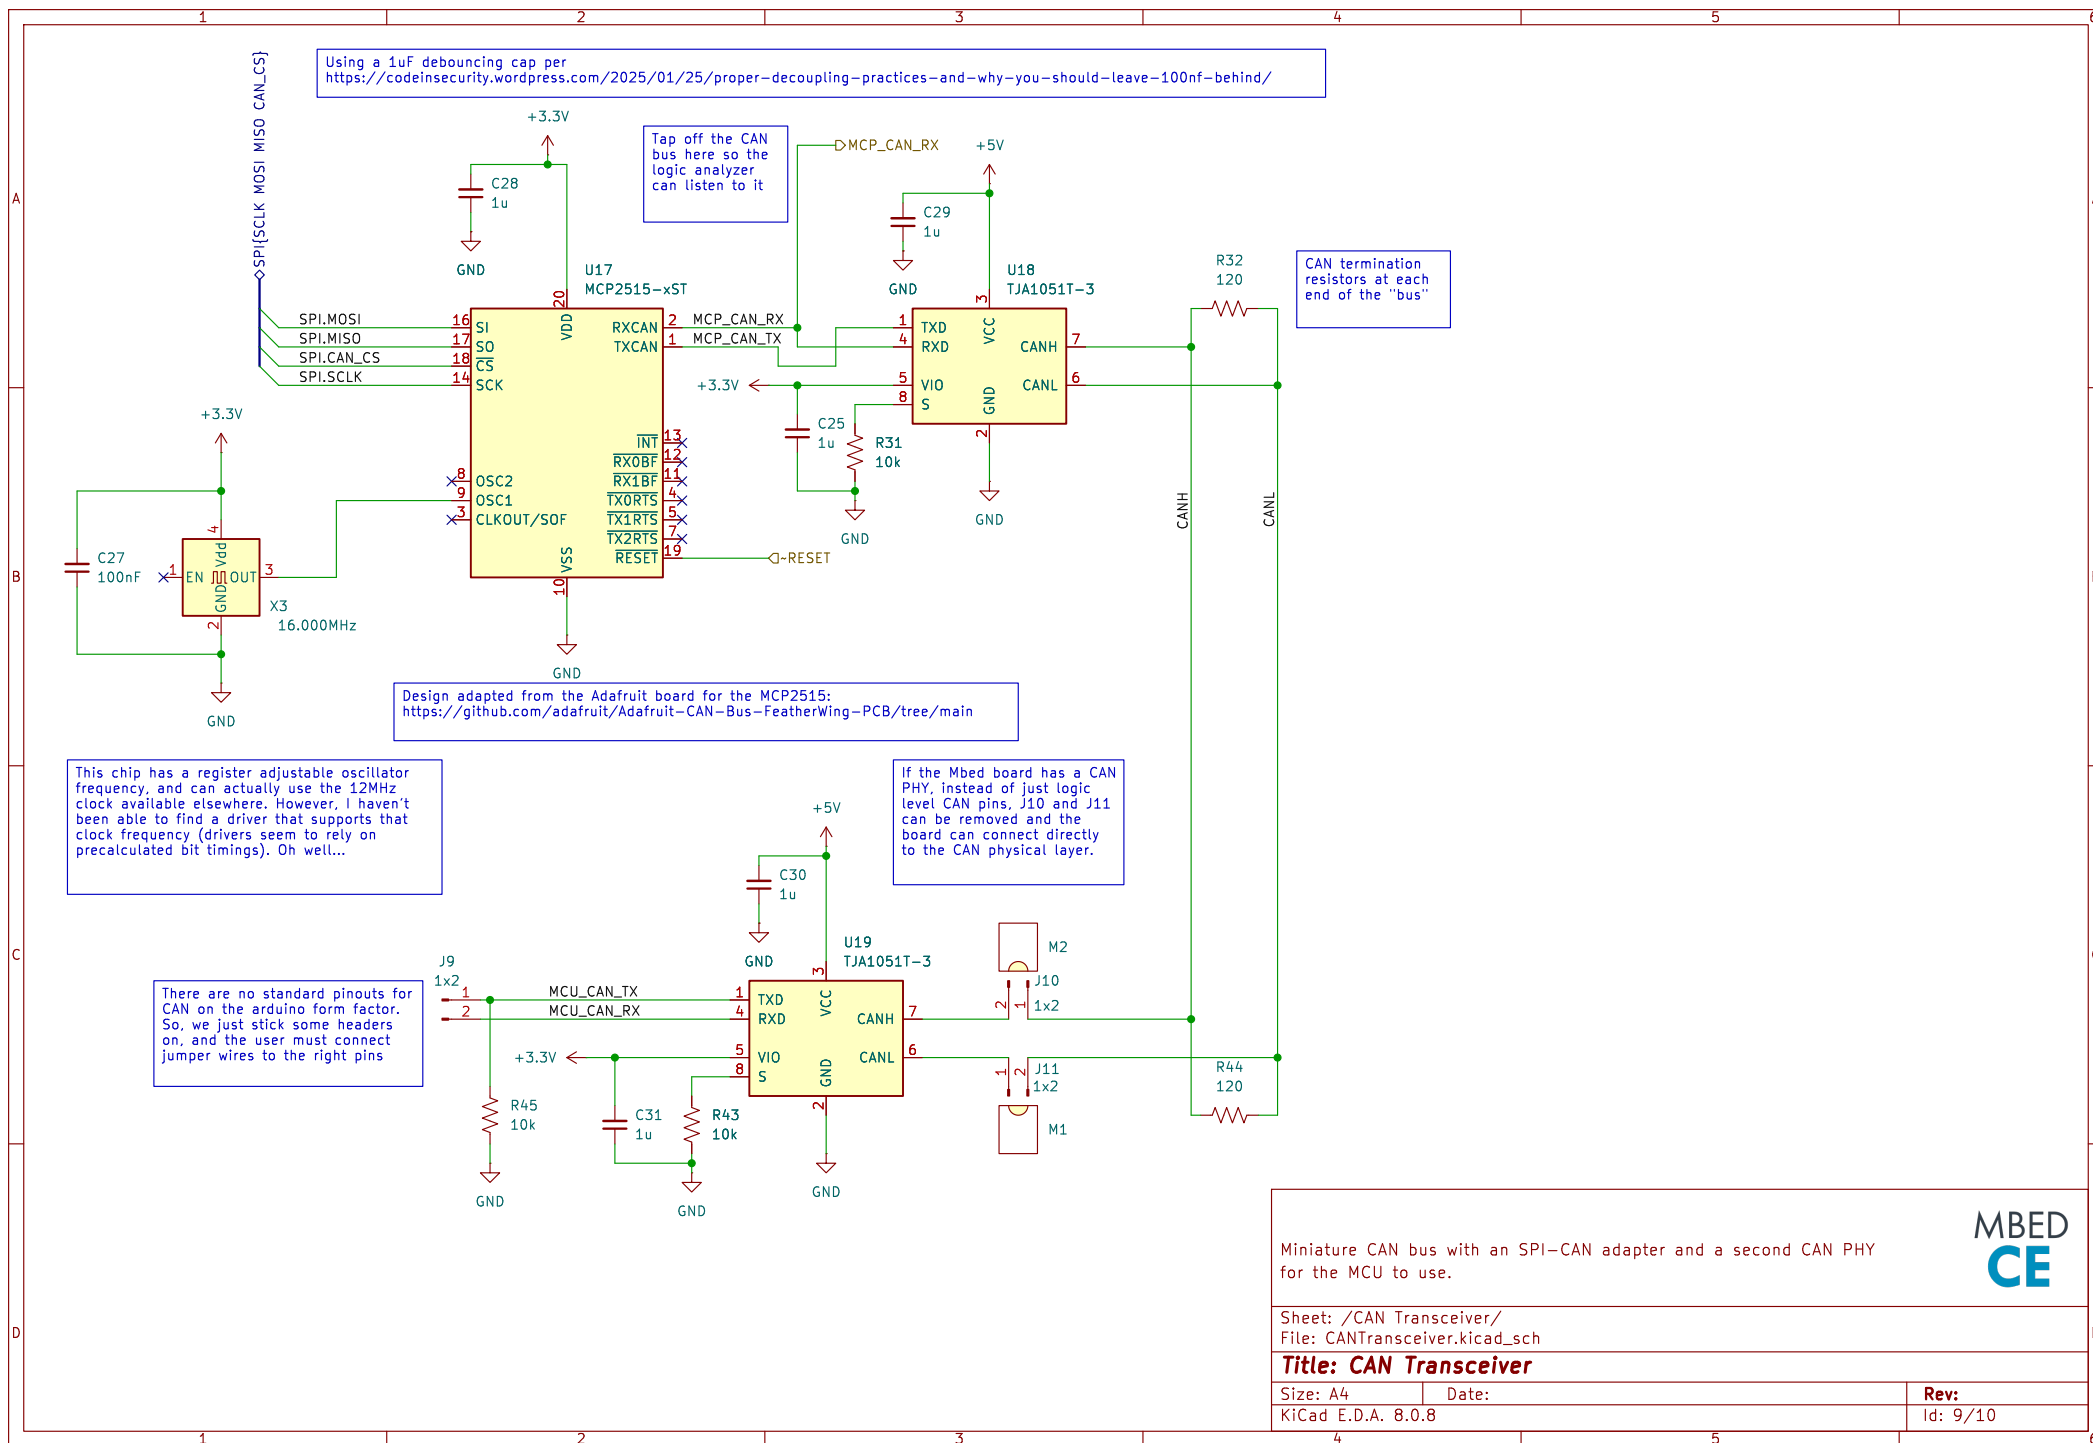 1 2 3 4 5 6
Using a 1uF debouncing cap per
https://codeinsecurity.wordpress.com/2025/01/25/proper-decoupling-practices-and-why-you-should-leave-100nf-behind/
SPI{SCLK MOSI MISO CAN_CS}
+3.3V
Tap off the CAN
bus here so the
logic analyzer
can listen to it
MCP_CAN_RX
+5V
A
C28
1u
GND
C29
1u
GND
U17
MCP2515-xST
U18
TJA1051T-3
R32
120
CAN termination
resistors at each
end of the "bus"
SPI.MOSI
SPI.MISO
SPI.CAN_CS
SPI.SCLK
16 SI
17 SO
18 CS
14 SCK
20
VDD
RXCAN 2
TXCAN 1
MCP_CAN_RX
MCP_CAN_TX
1 TXD
4 RXD
5 VIO
8 S
3
VCC
CANH 7
CANL 6
GND
2
GND
+3.3V
C25
1u
R31
10k
GND
INT 13
RX0BF 12
RX1BF 11
TX0RTS 4
TX1RTS 5
TX2RTS 7
RESET 19
~RESET
8 OSC2
9 OSC1
3 CLKOUT/SOF
VSS
10
GND
CANH
CANL
+3.3V
B
C27
100nF
4
Vdd
1 EN
OUT 3
GND
2
X3
16.000MHz
GND
Design adapted from the Adafruit board for the MCP2515:
https://github.com/adafruit/Adafruit-CAN-Bus-FeatherWing-PCB/tree/main
This chip has a register adjustable oscillator
frequency, and can actually use the 12MHz
clock available elsewhere. However, I haven't
been able to find a driver that supports that
clock frequency (drivers seem to rely on
precalculated bit timings). Oh well...
If the Mbed board has a CAN
PHY, instead of just logic
level CAN pins, J10 and J11
can be removed and the
board can connect directly
to the CAN physical layer.
+5V
C30
1u
GND
C
U19
TJA1051T-3
M2
J10
1x2
2 1
J9
1x2
1
2
There are no standard pinouts for
CAN on the arduino form factor.
So, we just stick some headers
on, and the user must connect
jumper wires to the right pins
MCU_CAN_TX
MCU_CAN_RX
1 TXD
4 RXD
5 VIO
8 S
3
VCC
CANH 7
CANL 6
GND
2
GND
+3.3V
R45
10k
GND
C31
1u
R43
10k
GND
1 2
J11
1x2
M1
R44
120
D
MBED
CE
Miniature CAN bus with an SPI-CAN adapter and a second CAN PHY
for the MCU to use.
Sheet: /CAN Transceiver/
File: CANTransceiver.kicad_sch
Title: CAN Transceiver
Size: A4
Date:
Rev:
KiCad E.D.A. 8.0.8
Id: 9/10
1 2 3 4 5